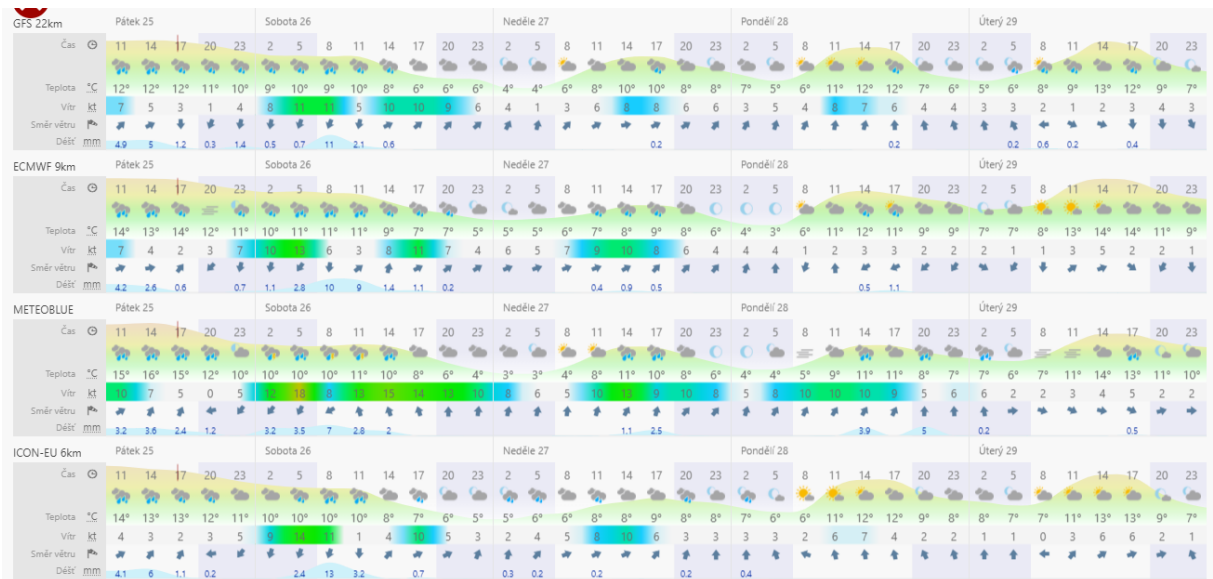 GFS 22km Pátek 25 Sobota 26 Neděle 27 Pondělí 28 Úterý 29
Čas 11 14 17 20 23 2 5 8 11 14 17 20 23 2 5 8 11 14 17 20 23 2 5 8 11 14 17 20 23 2 5 8 11 14 17 20 23
Teplota °C 12° 12° 12° 11° 10° 9° 10° 9° 9° 8° 7° 6° 6° 4° 4° 6° 8° 10° 10° 8° 8° 7° 6° 8° 11° 12° 12° 7° 6° 5° 6° 8° 9° 13° 12° 9° 7°
Vítr kt 7 5 3 1 4 8 11 11 5 10 10 9 6 4 1 3 6 8 8 6 6 3 5 4 11 8 7 6 4 4 3 3 2 1 2 3 4 3
Směr větru
Déšť mm 4.9 5 1.2 0.3 1.4 0.5 0.7 11 2.1 0.6 0.2 0.2 0.2 0.6 0.2 0.4
ECMWF 9km Pátek 25 Sobota 26 Neděle 27 Pondělí 28 Úterý 29
Čas 11 14 17 20 23 2 5 8 11 14 17 20 23 2 5 8 11 14 17 20 23 2 5 8 11 14 17 20 23 2 5 8 11 14 17 20 23
Teplota °C 14° 13° 14° 12° 11° 10° 11° 11° 11° 9° 7° 7° 5° 5° 5° 6° 7° 8° 9° 8° 6° 4° 3° 6° 11° 12° 12° 8° 6° 6° 7° 8° 13° 14° 14° 11° 9°
Vítr kt 7 4 2 3 7 10 13 6 3 8 11 7 4 6 5 7 9 10 8 6 4 4 4 1 2 3 3 2 2 2 1 1 3 5 2 2 1
Směr větru
Déšť mm 4.2 2.6 0.6 0.7 1.1 2.8 10 9 1.4 1.1 0.2 0.4 0.9 0.5 0.5 1.1
METEOBLUE Pátek 25 Sobota 26 Neděle 27 Pondělí 28 Úterý 29
Čas 11 14 17 20 23 2 5 8 11 14 17 20 23 2 5 8 11 14 17 20 23 2 5 8 11 14 17 20 23 2 5 8 11 14 17 20 23
Teplota °C 15° 16° 15° 12° 10° 10° 10° 10° 11° 10° 8° 6° 4° 3° 3° 4° 8° 11° 10° 8° 6° 4° 4° 5° 9° 11° 11° 8° 7° 7° 6° 7° 11° 14° 13° 11° 10°
Vítr kt 10 7 5 0 5 12 18 8 13 15 14 13 10 8 6 5 10 13 9 10 8 5 8 10 10 10 9 5 6 6 2 2 3 4 5 2 2
Směr větru
Déšť mm 3.2 3.6 2.4 1.2 3.2 3.5 7 2.8 2 1.1 2.5 3.9 5 0.2 0.5
ICON-EU 6km Pátek 25 Sobota 26 Neděle 27 Pondělí 28 Úterý 29
Čas 11 14 17 20 23 2 5 8 11 14 17 20 23 2 5 8 11 14 17 20 23 2 5 8 11 14 17 20 23 2 5 8 11 14 17 20 23
Teplota °C 14° 13° 13° 12° 11° 10° 10° 10° 10° 8° 7° 6° 5° 5° 6° 6° 8° 8° 9° 8° 8° 7° 6° 6° 11° 12° 12° 9° 8° 8° 7° 7° 11° 13° 13° 9° 7°
Vítr kt 4 3 2 3 5 9 14 11 1 4 10 5 3 2 4 5 8 10 6 3 3 3 3 2 6 7 4 2 2 1 1 0 3 6 6 2 1
Směr větru
Déšť mm 4.1 6 1.1 0.2 2.4 13 3.2 0.7 0.3 0.2 0.2 0.2 0.4